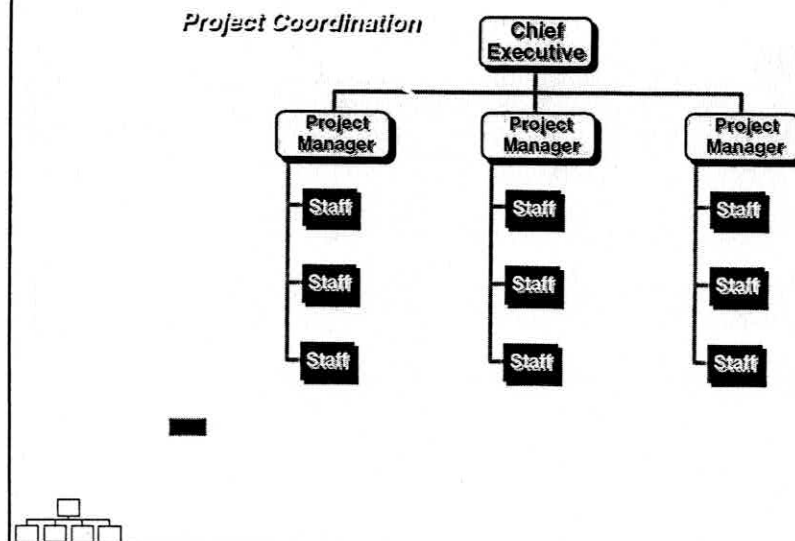 Project Coordination
Chief
Executive
Project
Manager
Project
Manager
Project
Manager
Staff
Staff
Staff
Staff
Staff
Staff
Staff
Staff
Staff